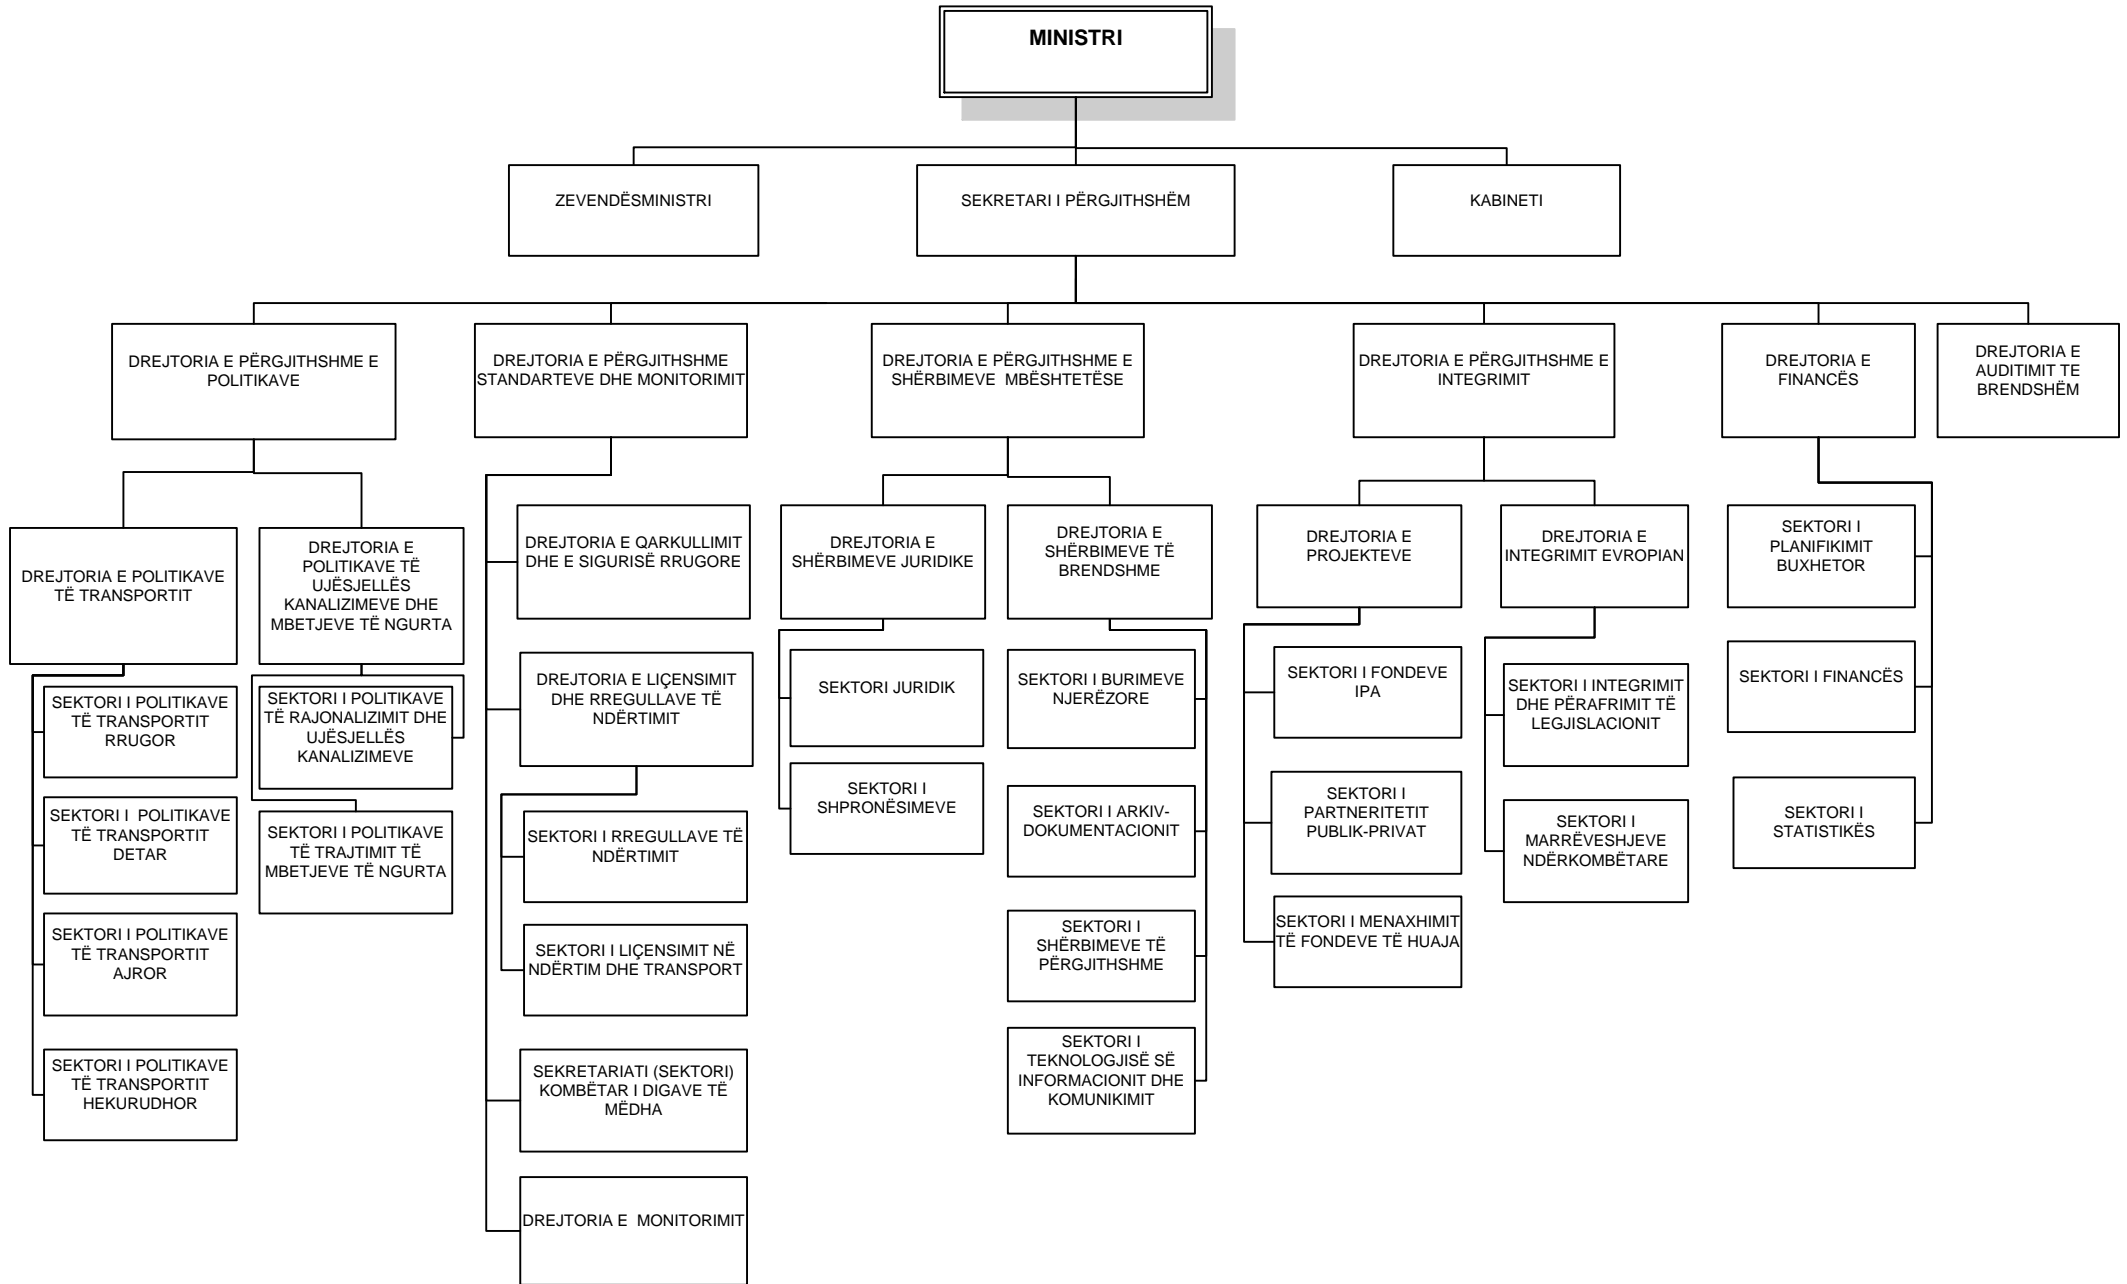 MINISTRI
ZEVENDËSMINISTRI
SEKRETARI I PËRGJITHSHËM
KABINETI
DREJTORIA E PËRGJITHSHME E
POLITIKAVE
DREJTORIA E PËRGJITHSHME
STANDARTEVE DHE MONITORIMIT
DREJTORIA E PËRGJITHSHME E
SHËRBIMEVE MBËSHTETËSE
DREJTORIA E PËRGJITHSHME E
INTEGRIMIT
DREJTORIA E
FINANCËS
DREJTORIA E
AUDITIMIT TE
BRENDSHËM
DREJTORIA E POLITIKAVE
TË TRANSPORTIT
SEKTORI I POLITIKAVE
TË TRANSPORTIT
RRUGOR
SEKTORI I POLITIKAVE
TË TRANSPORTIT
DETAR
SEKTORI I POLITIKAVE
TË TRANSPORTIT
AJROR
SEKTORI I POLITIKAVE
TË TRANSPORTIT
HEKURUDHOR
DREJTORIA E
POLITIKAVE TË
UJËSJELLËS
KANALIZIMEVE DHE
MBETJEVE TË NGURTA
SEKTORI I POLITIKAVE
TË RAJONALIZIMIT DHE
UJËSJELLËS
KANALIZIMEVE
SEKTORI I POLITIKAVE
TË TRAJTIMIT TË
MBETJEVE TË NGURTA
DREJTORIA E QARKULLIMIT
DHE E SIGURISË RRUGORE
DREJTORIA E LIÇENSIMIT
DHE RREGULLAVE TË
NDËRTIMIT
SEKTORI I RREGULLAVE TË
NDËRTIMIT
SEKTORI I LIÇENSIMIT NË
NDËRTIM DHE TRANSPORT
SEKRETARIATI (SEKTORI)
KOMBËTAR I DIGAVE TË
MËDHA
DREJTORIA E MONITORIMIT
DREJTORIA E
SHËRBIMEVE JURIDIKE
SEKTORI JURIDIK
SEKTORI I
SHPRONËSIMEVE
DREJTORIA E
SHËRBIMEVE TË
BRENDSHME
SEKTORI I BURIMEVE
NJERËZORE
SEKTORI I ARKIV-
DOKUMENTACIONIT
SEKTORI I
SHËRBIMEVE TË
PËRGJITHSHME
SEKTORI I
TEKNOLOGJISË SË
INFORMACIONIT DHE
KOMUNIKIMIT
DREJTORIA E
PROJEKTEVE
SEKTORI I FONDEVE
IPA
SEKTORI I
PARTNERITETIT
PUBLIK-PRIVAT
SEKTORI I MENAXHIMIT
TË FONDEVE TË HUAJA
DREJTORIA E
INTEGRIMIT EVROPIAN
SEKTORI I INTEGRIMIT
DHE PËRAFRIMIT TË
LEGJISLACIONIT
SEKTORI I
MARRËVESHJEVE
NDËRKOMBËTARE
SEKTORI I
PLANIFIKIMIT
BUXHETOR
SEKTORI I FINANCËS
SEKTORI I
STATISTIKËS